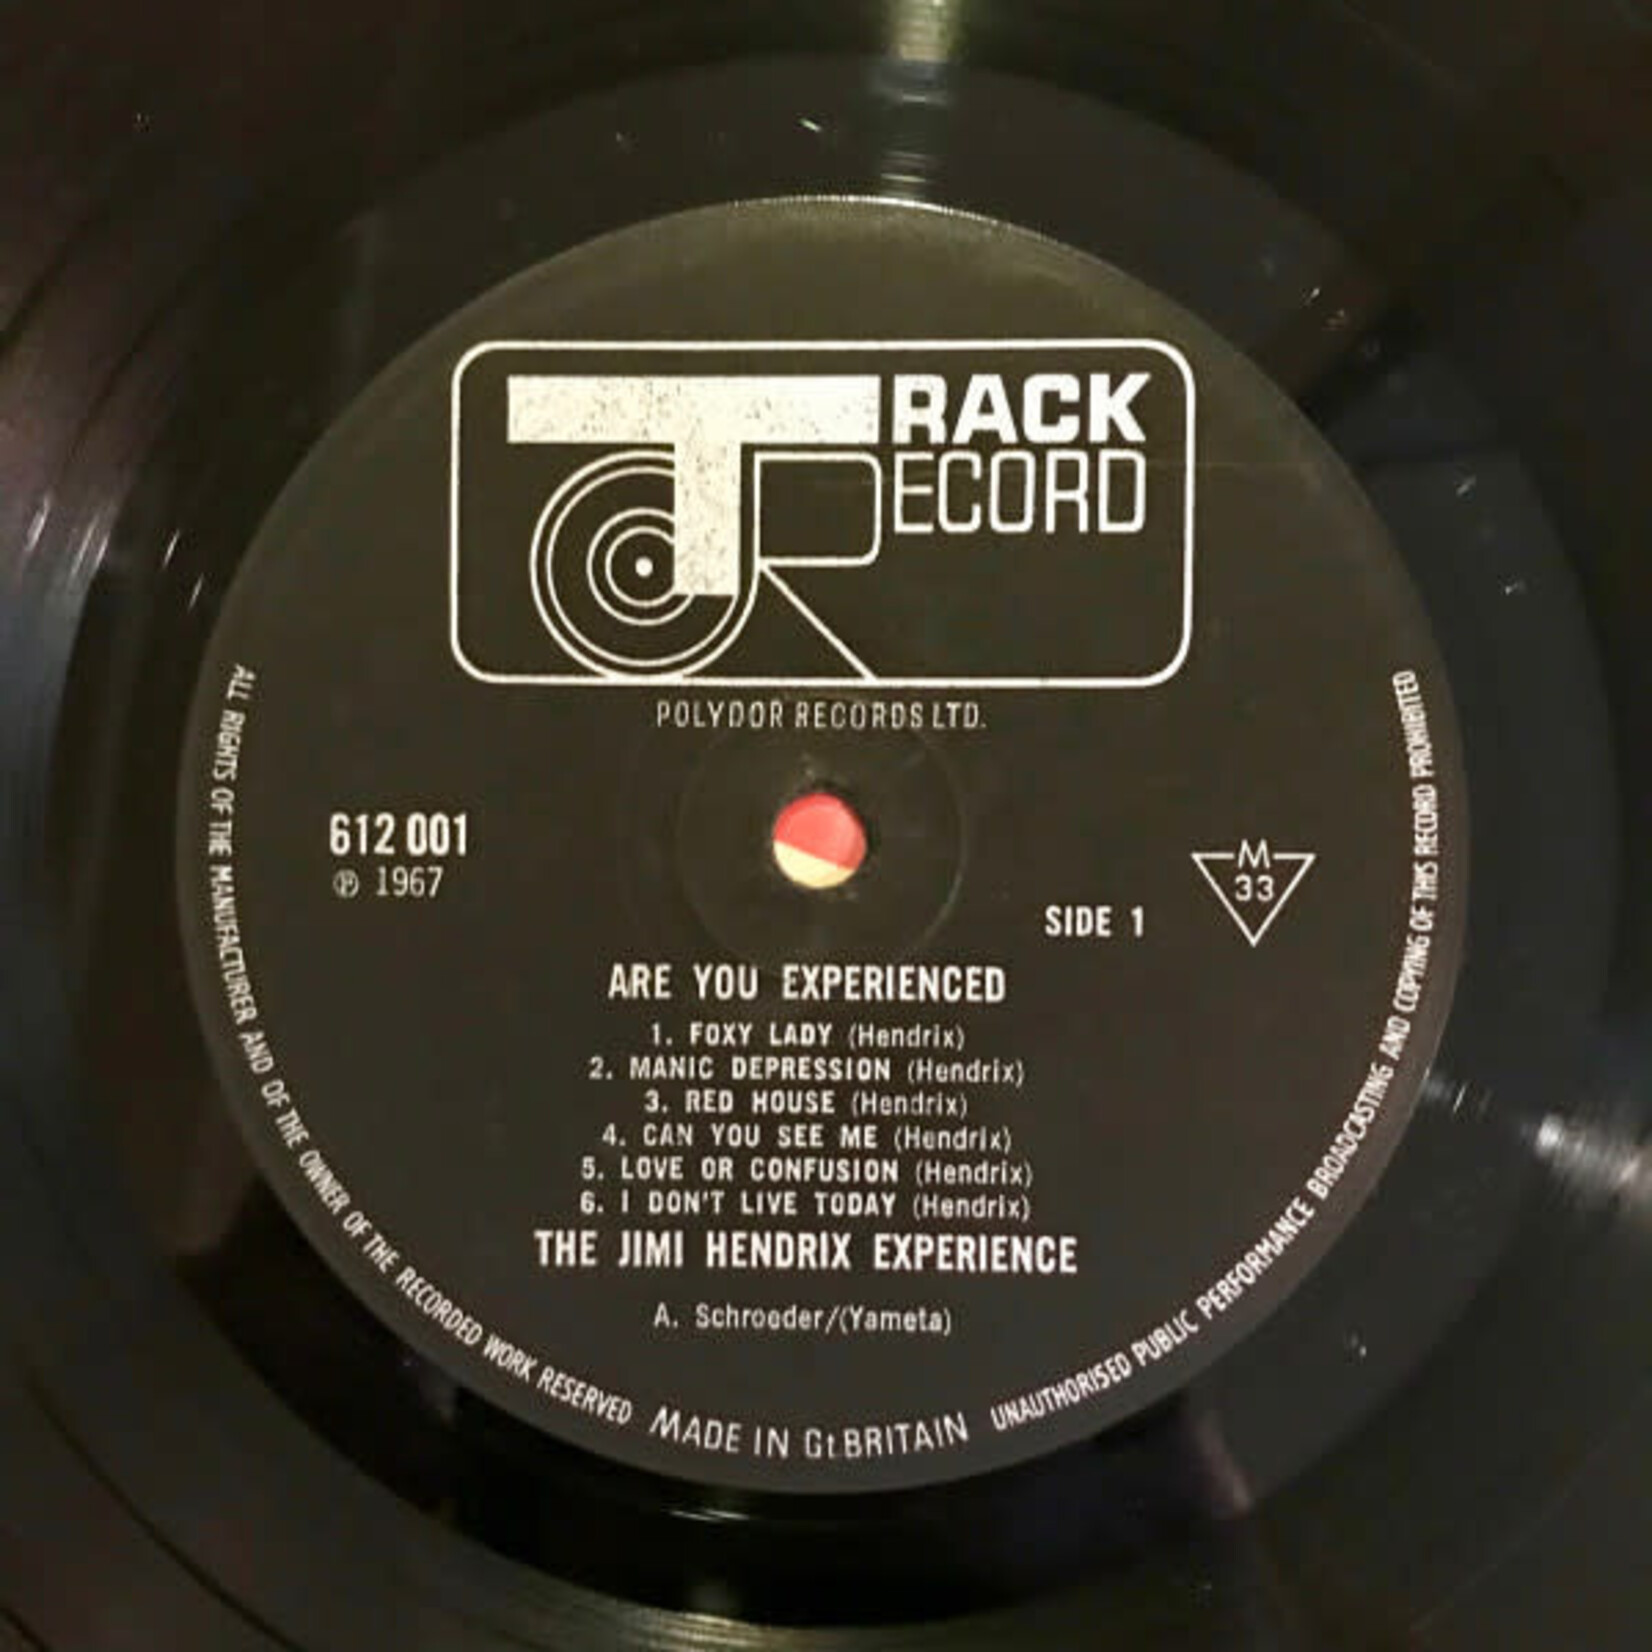 TRACK
RECORD
POLYDOR RECORDS LTD.
612 001
℗ 1967
M
33
SIDE 1
ARE YOU EXPERIENCED
1. FOXY LADY (Hendrix)
2. MANIC DEPRESSION (Hendrix)
3. RED HOUSE (Hendrix)
4. CAN YOU SEE ME (Hendrix)
5. LOVE OR CONFUSION (Hendrix)
6. I DON'T LIVE TODAY (Hendrix)
THE JIMI HENDRIX EXPERIENCE
A. Schroeder/(Yameta)
ALL RIGHTS OF THE MANUFACTURER AND OF THE OWNER OF THE RECORDED WORK RESERVED
MADE IN Gt.BRITAIN
UNAUTHORISED PUBLIC PERFORMANCE BROADCASTING AND COPYING OF THIS RECORD PROHIBITED